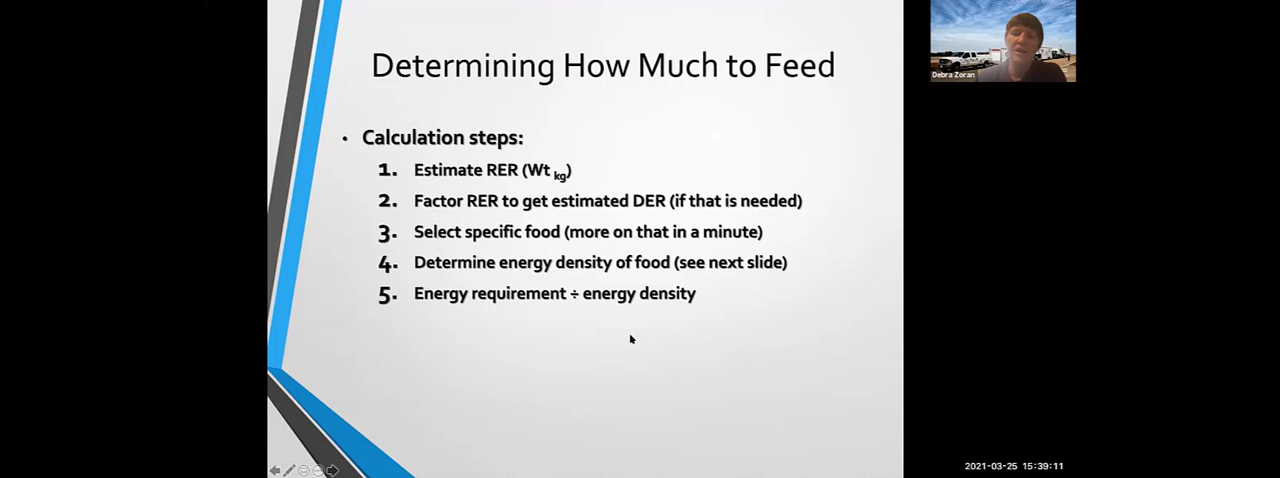 Determining How Much to Feed
• Calculation steps:
1. Estimate RER (Wt kg)
2. Factor RER to get estimated DER (if that is needed)
3. Select specific food (more on that in a minute)
4. Determine energy density of food (see next slide)
5. Energy requirement ÷ energy density
Debra Zoran
2021-03-25 15:39:11